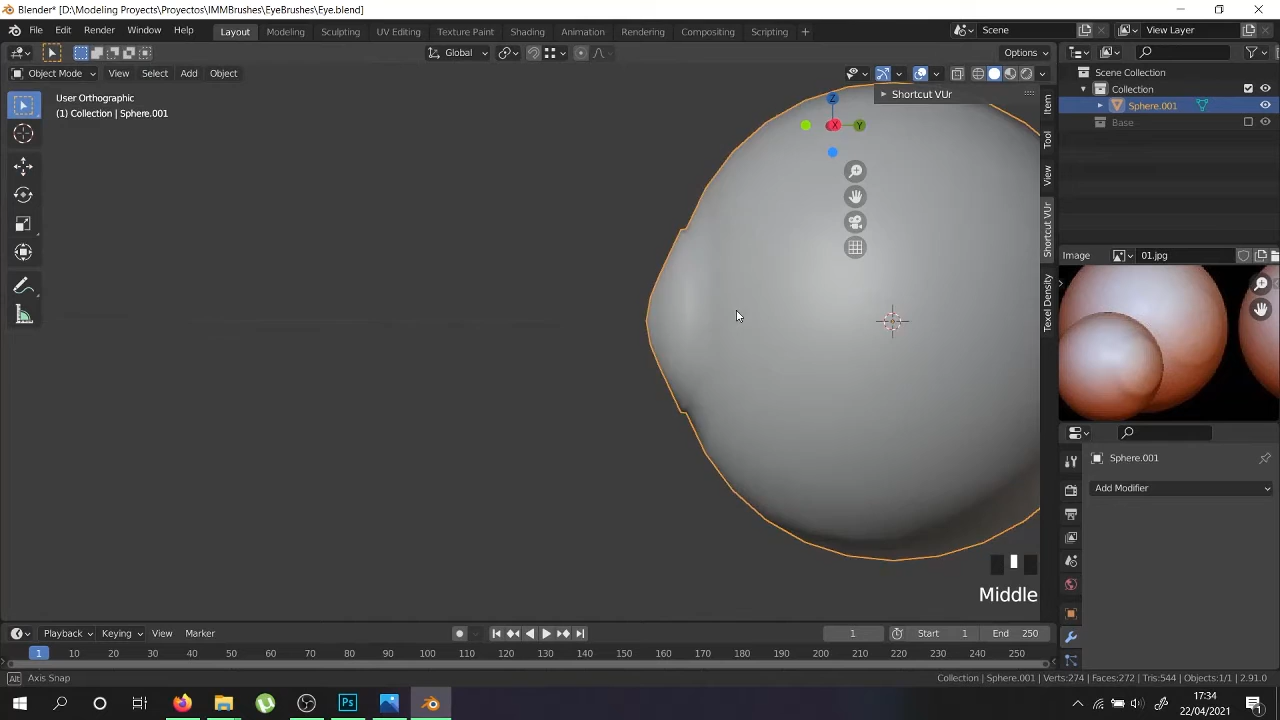 Blender* [D:\Modeling Proyects\Proyectos\IMMBrushes\EyeBrushes\Eye.blend]
File Edit Render Window Help Layout Modeling Sculpting UV Editing Texture Paint Shading Animation Rendering Compositing Scripting + Scene View Layer
Global Options
Object Mode View Select Add Object
User Orthographic
(1) Collection | Sphere.001
Shortcut VUr
Z
X Y
Item
Tool
View
Shortcut VUr
Texel Density
Scene Collection
Collection
Sphere.001
Base
Image 01.jpg
Sphere.001
Add Modifier
Middle
Playback Keying View Marker 1 Start 1 End 250
1 10 20 30 40 50 60 70 80 90 100 110 120 130 140 150 160 170 180 190 200 210 220 230 240 250
Alt Axis Snap Collection | Sphere.001 | Verts:274 | Faces:272 | Tris:544 | Objects:1/1 | 2.91.0
Ps
17:34
22/04/2021
1